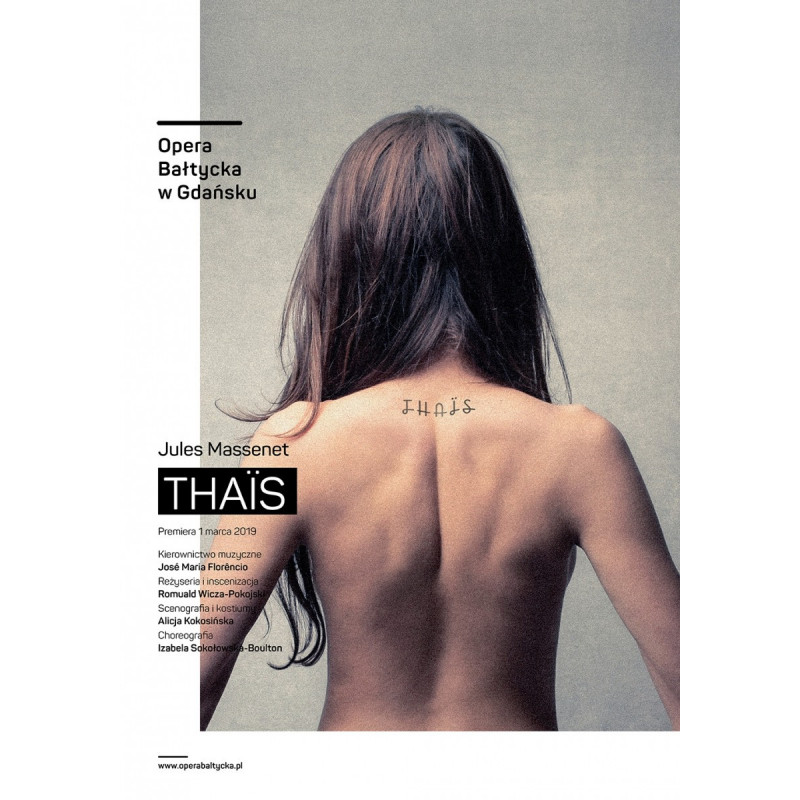 Opera
Bałtycka
w Gdańsku
THAÏS
Jules Massenet
THAÏS
Premiera 1 marca 2019
Kierownictwo muzyczne
José Maria Florêncio
Reżyseria i inscenizacja
Romuald Wicza-Pokojski
Scenografia i kostiumy
Alicja Kokosińska
Choreografia
Izabela Sokołowska-Boulton
www.operabaltycka.pl